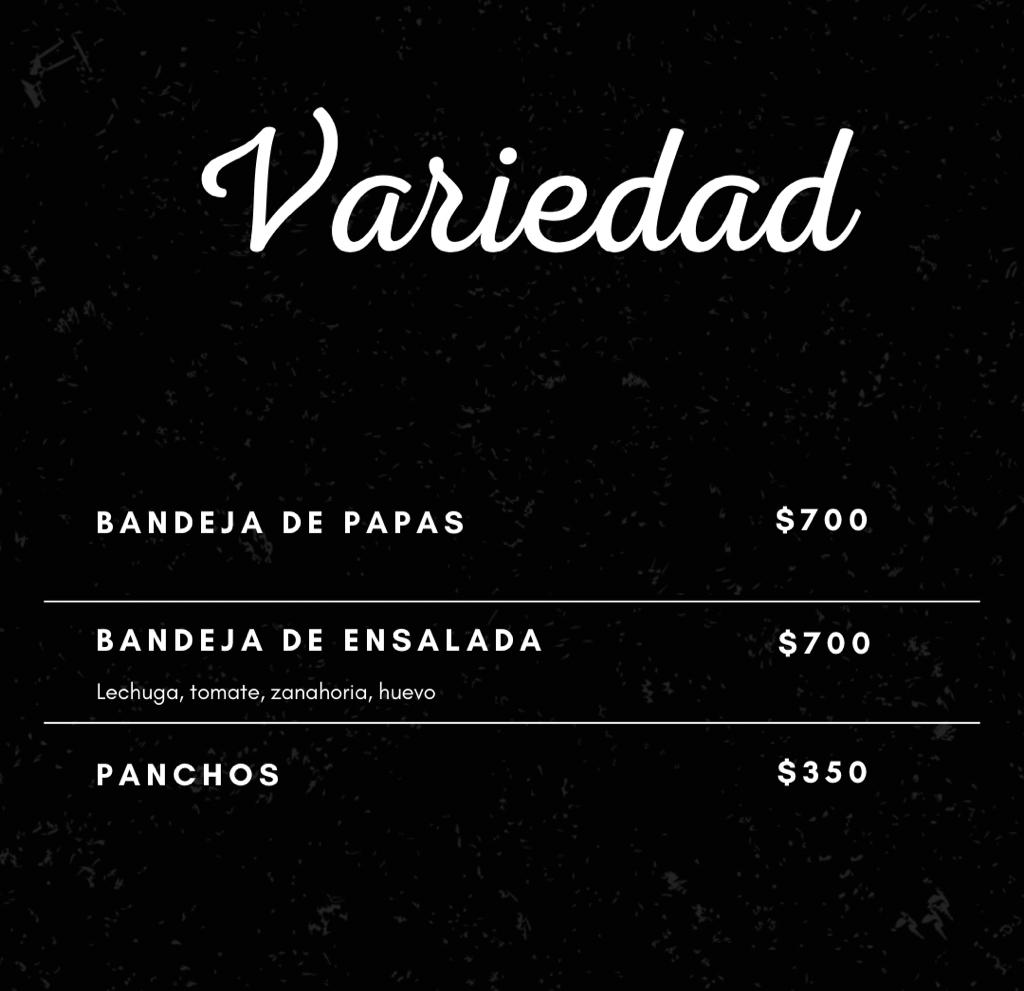 Variedad
BANDEJA DE PAPAS $700
BANDEJA DE ENSALADA $700
Lechuga, tomate, zanahoria, huevo
PANCHOS $350